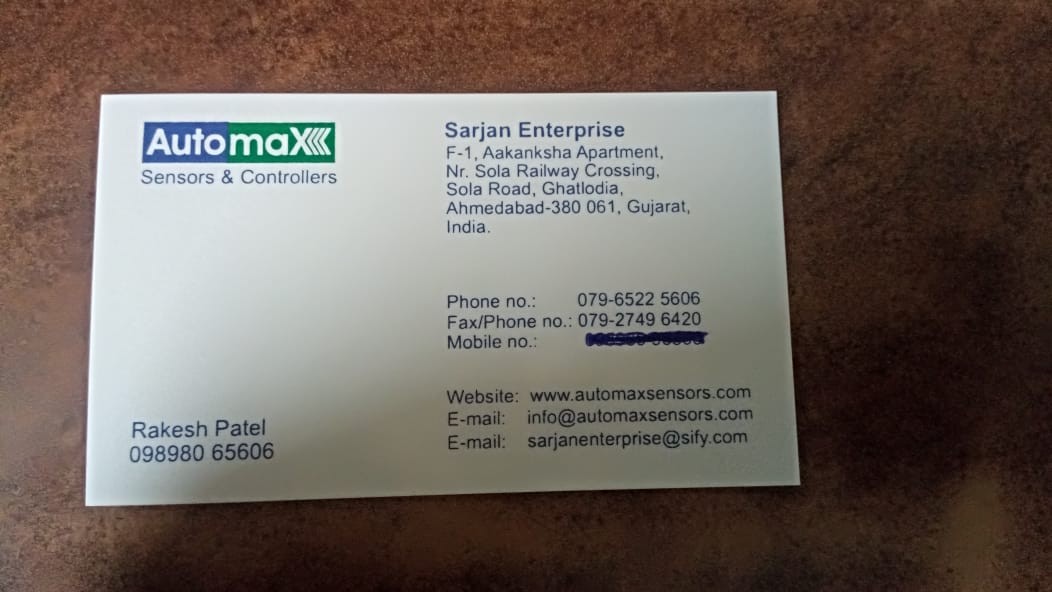 AutomaX
Sensors & Controllers
Sarjan Enterprise
F-1, Aakanksha Apartment,
Nr. Sola Railway Crossing,
Sola Road, Ghatlodia,
Ahmedabad-380 061, Gujarat,
India.
Phone no.: 079-6522 5606
Fax/Phone no.: 079-2749 6420
Mobile no.:
Website: www.automaxsensors.com
E-mail: info@automaxsensors.com
E-mail: sarjanenterprise@sify.com
Rakesh Patel
098980 65606